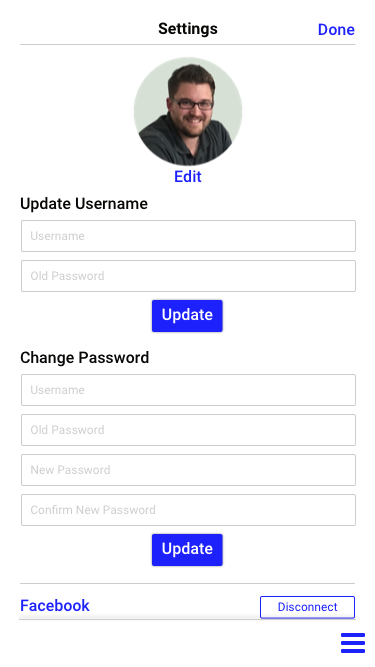 Settings
Done
Edit
Update Username
Username
Old Password
Update
Change Password
Username
Old Password
New Password
Confirm New Password
Update
Facebook
Disconnect